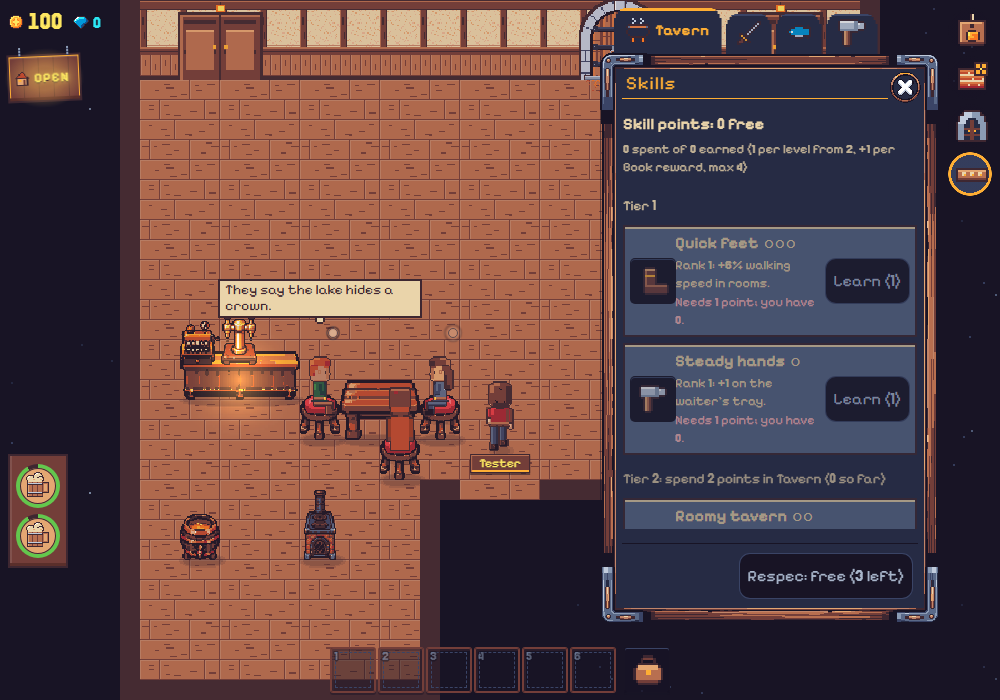 100 0
OPEN
Tavern
Skills
Skill points: 0 free
0 spent of 0 earned (1 per level from 2, +1 per
Book reward, max 4)
Tier 1
Quick feet
Rank 1: +6% walking
speed in rooms.
Needs 1 point: you have
0.
Learn (1)
Steady hands
Rank 1: +1 on the
waiter's tray.
Needs 1 point: you have
0.
Learn (1)
Tier 2: spend 2 points in Tavern (0 so far)
Roomy tavern
Respec: free (3 left)
They say the lake hides a
crown.
Tester
1 2 3 4 5 6